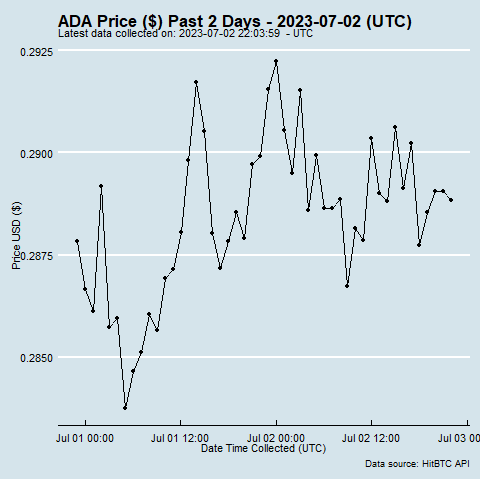 ADA Price ($) Past 2 Days - 2023-07-02 (UTC)
Latest data collected on: 2023-07-02 22:03:59 - UTC
0.2925
0.2900
0.2875
0.2850
Price USD ($)
Jul 01 00:00 Jul 01 12:00 Jul 02 00:00 Jul 02 12:00 Jul 03 00
Date Time Collected (UTC)
Data source: HitBTC API